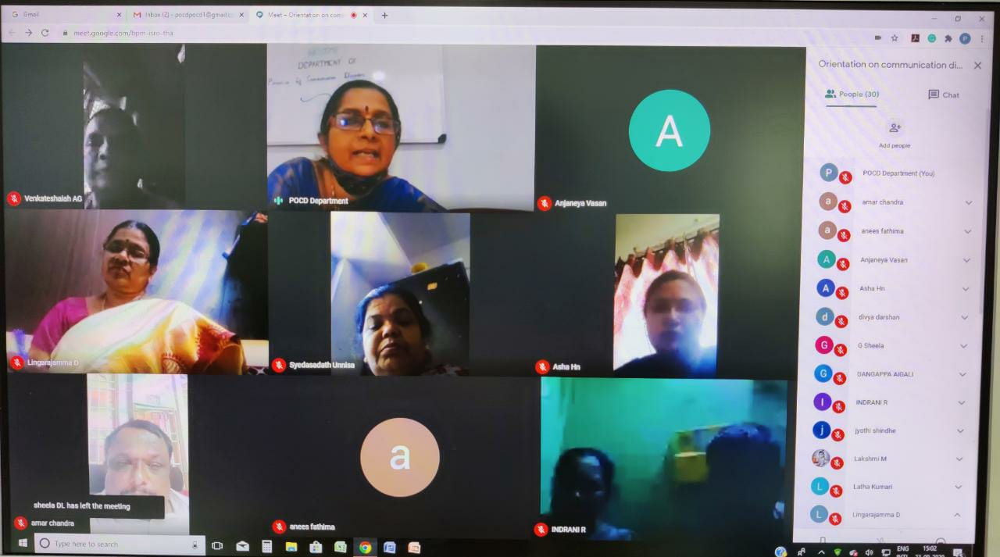 Gmail
Inbox (2) - pocdpocd1@gmail.c
Meet – Orientation on com
meet.google.com/bpm-isro-tha
DEPARTMENT OF
Venkateshaiah AG
POCD Department
A
Anjaneya Vasan
Lingarajamma D
Syedasadath Unnisa
Asha Hn
sheela DL has left the meeting
amar chandra
a
anees fathima
INDRANI R
Orientation on communication di...
People (30)
Chat
Add people
P
POCD Department (You)
a
amar chandra
a
anees fathima
A
Anjaneya Vasan
A
Asha Hn
d
divya darshan
G
G Sheela
G
GANGAPPA AIGALI
I
INDRANI R
j
jyothi shindhe
Lakshmi M
L
Latha Kumari
L
Lingarajamma D
Type here to search
ENG
15:02